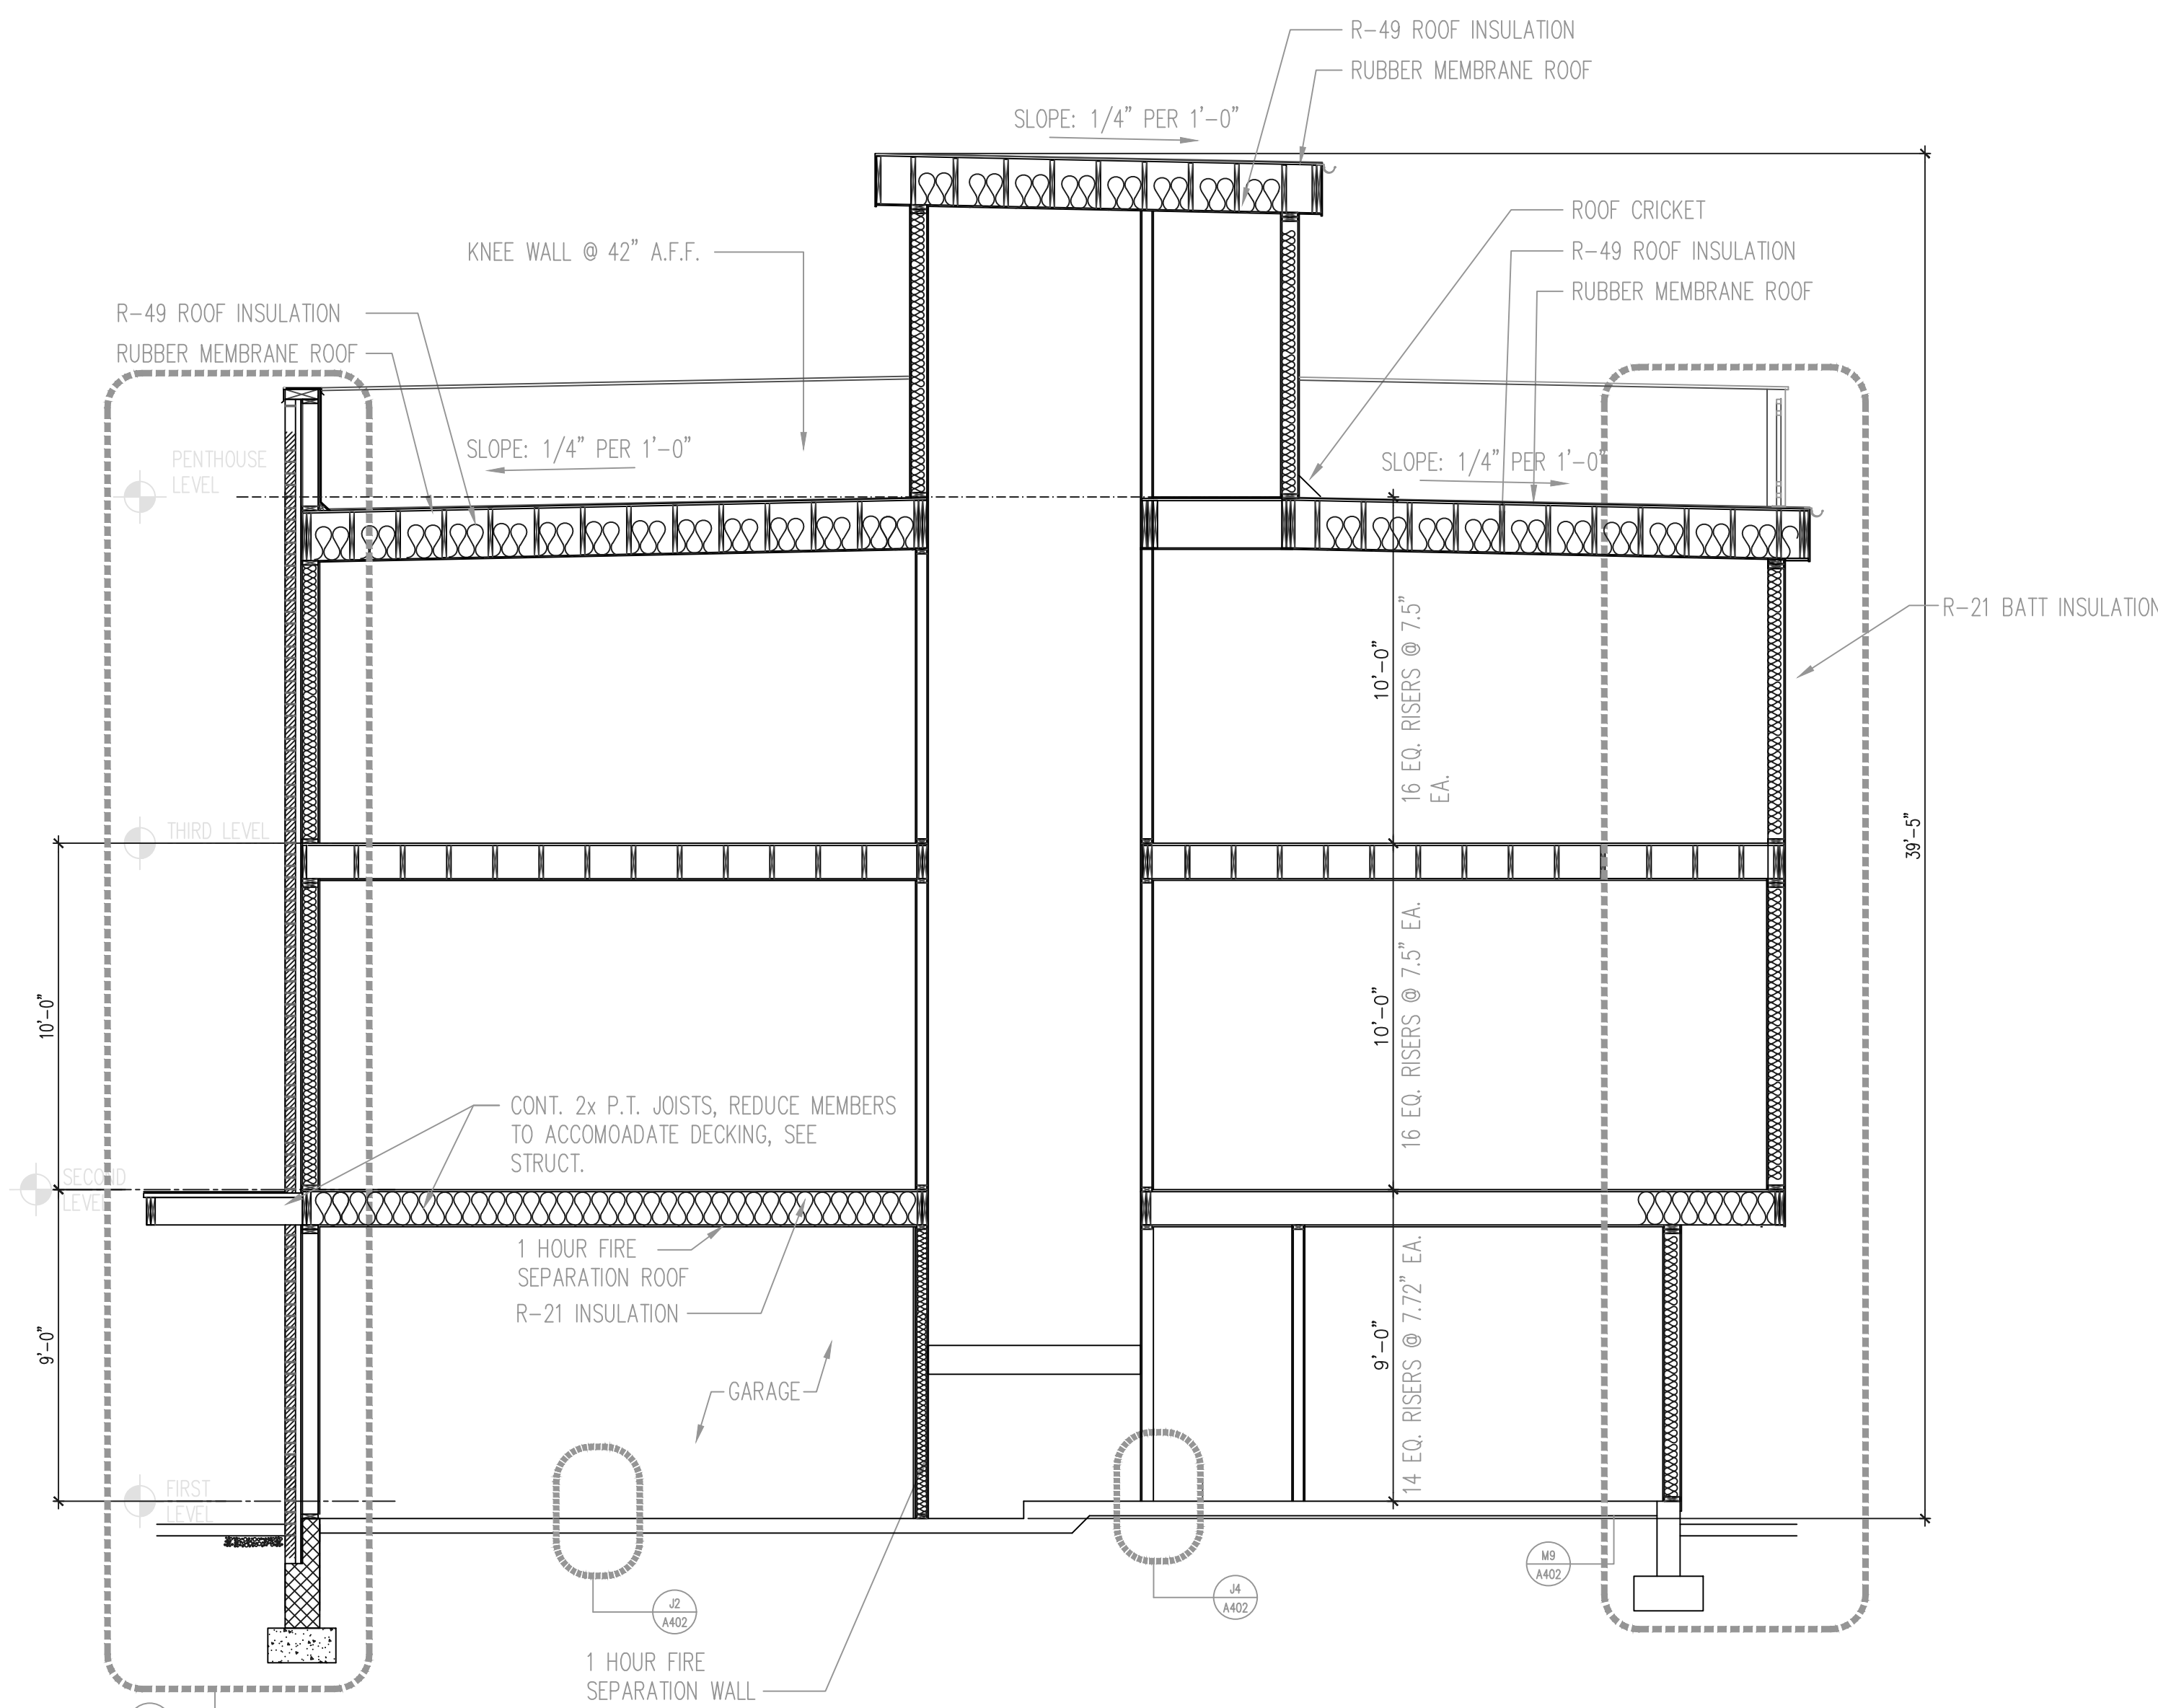 R-49 ROOF INSULATION
RUBBER MEMBRANE ROOF
SLOPE: 1/4" PER 1'-0"
ROOF CRICKET
R-49 ROOF INSULATION
RUBBER MEMBRANE ROOF
KNEE WALL @ 42" A.F.F.
R-49 ROOF INSULATION
RUBBER MEMBRANE ROOF
SLOPE: 1/4" PER 1'-0"
SLOPE: 1/4" PER 1'-0"
PENTHOUSE
LEVEL
R-21 BATT INSULATION
10'-0"
16 EQ. RISERS @ 7.5"
EA.
39'-5"
THIRD LEVEL
10'-0"
10'-0"
16 EQ. RISERS @ 7.5" EA.
CONT. 2x P.T. JOISTS, REDUCE MEMBERS
TO ACCOMOADATE DECKING, SEE
STRUCT.
SECOND
LEVEL
1 HOUR FIRE
SEPARATION ROOF
R-21 INSULATION
9'-0"
9'-0"
14 EQ. RISERS @ 7.72" EA.
GARAGE
FIRST
LEVEL
J2
A402
J4
A402
M9
A402
1 HOUR FIRE
SEPARATION WALL